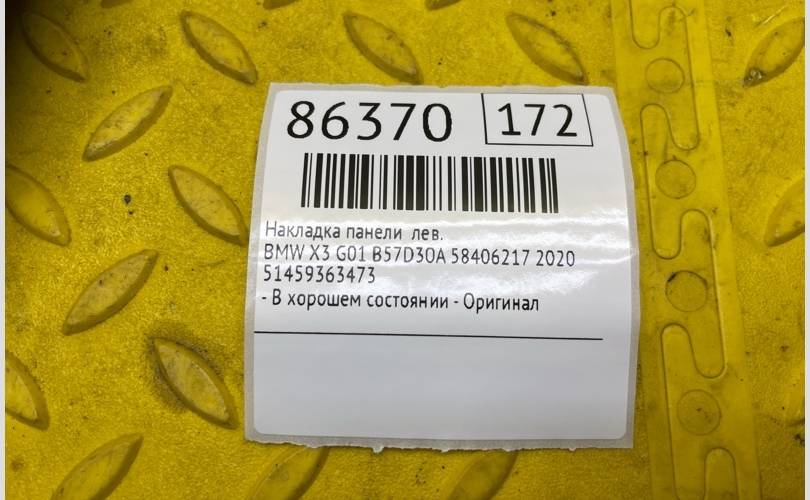 86370 172
Накладка панели лев.
BMW X3 G01 B57D30A 58406217 2020
51459363473
- В хорошем состоянии - Оригинал